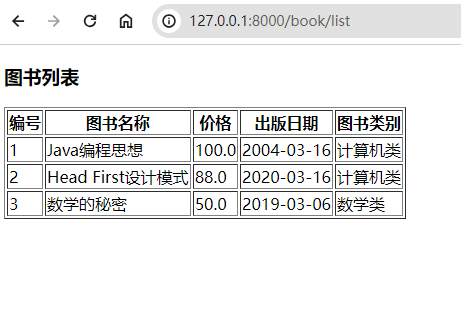 127.0.0.1:8000/book/list
图书列表
编号 图书名称 价格 出版日期 图书类别
1 Java编程思想 100.0 2004-03-16 计算机类
2 Head First设计模式 88.0 2020-03-16 计算机类
3 数学的秘密 50.0 2019-03-06 数学类